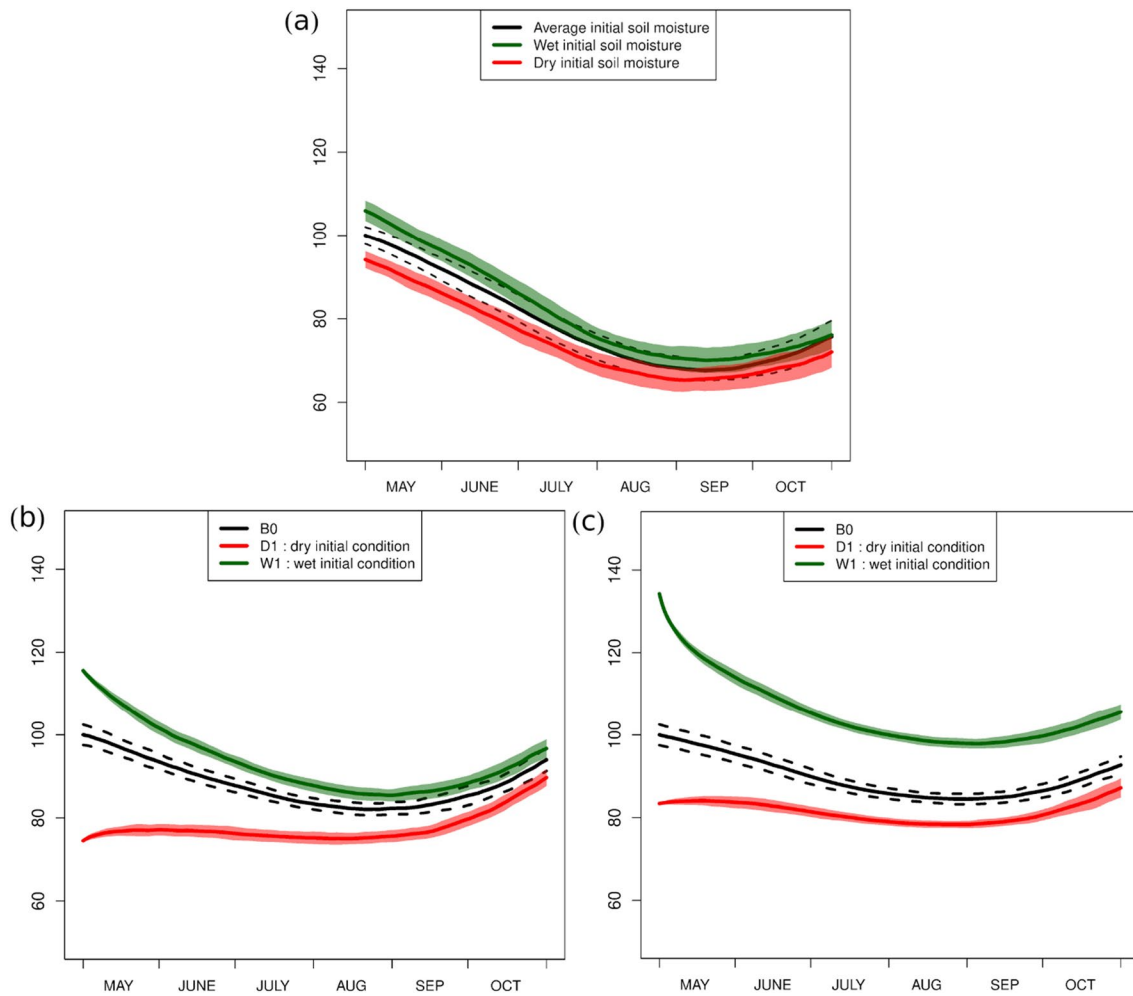 (a)
Average initial soil moisture
Wet initial soil moisture
Dry initial soil moisture
140
120
100
80
60
MAY JUNE JULY AUG SEP OCT
(b)
B0
D1 : dry initial condition
W1 : wet initial condition
140
120
100
80
60
MAY JUNE JULY AUG SEP OCT
(c)
B0
D1 : dry initial condition
W1 : wet initial condition
140
120
100
80
60
MAY JUNE JULY AUG SEP OCT